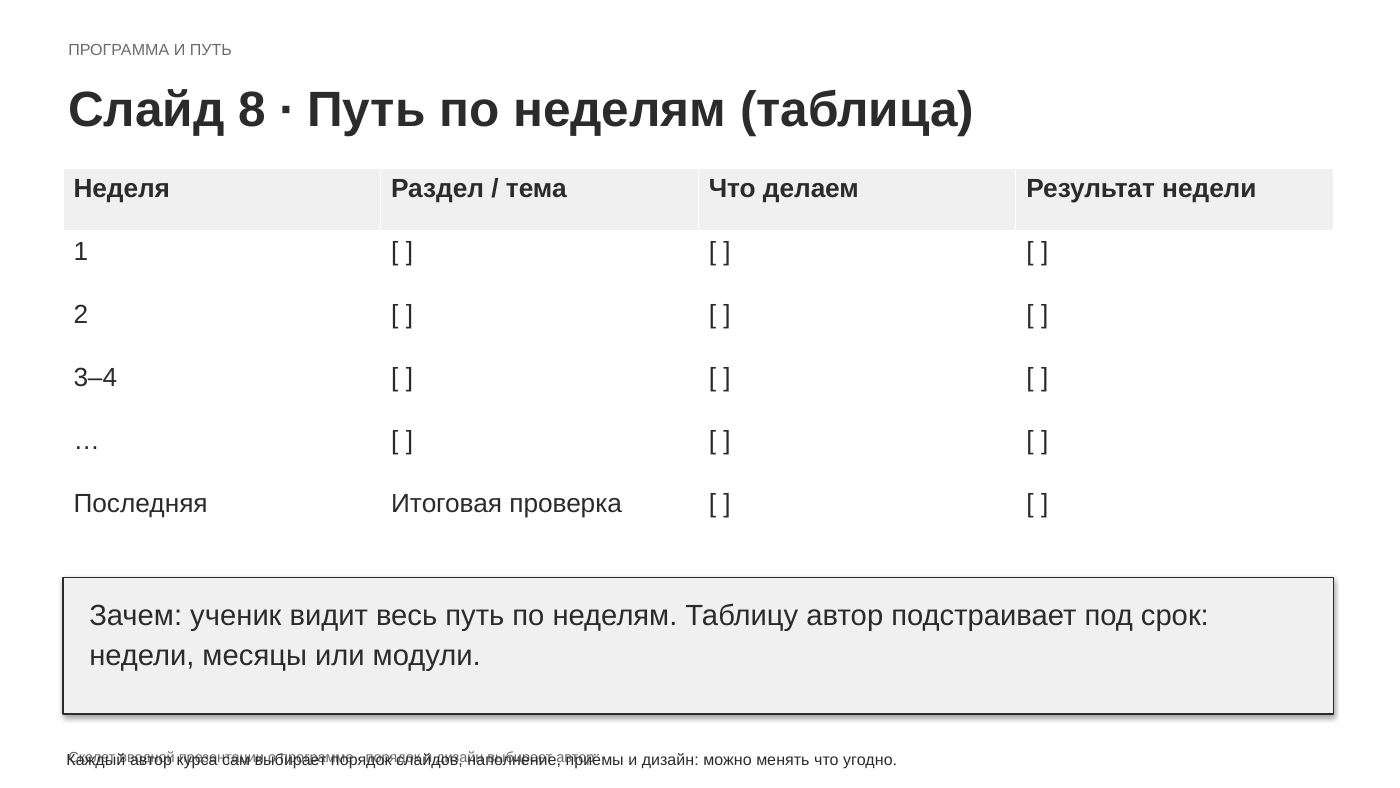 ПРОГРАММА И ПУТЬ
Слайд 8 · Путь по неделям (таблица)
Неделя Раздел / тема Что делаем Результат недели
1 [ ] [ ] [ ]
2 [ ] [ ] [ ]
3–4 [ ] [ ] [ ]
… [ ] [ ] [ ]
Последняя Итоговая проверка [ ] [ ]
Зачем: ученик видит весь путь по неделям. Таблицу автор подстраивает под срок:
недели, месяцы или модули.
Каждый автор курса сам выбирает порядок слайдов, наполнение, приёмы и дизайн: можно менять что угодно.